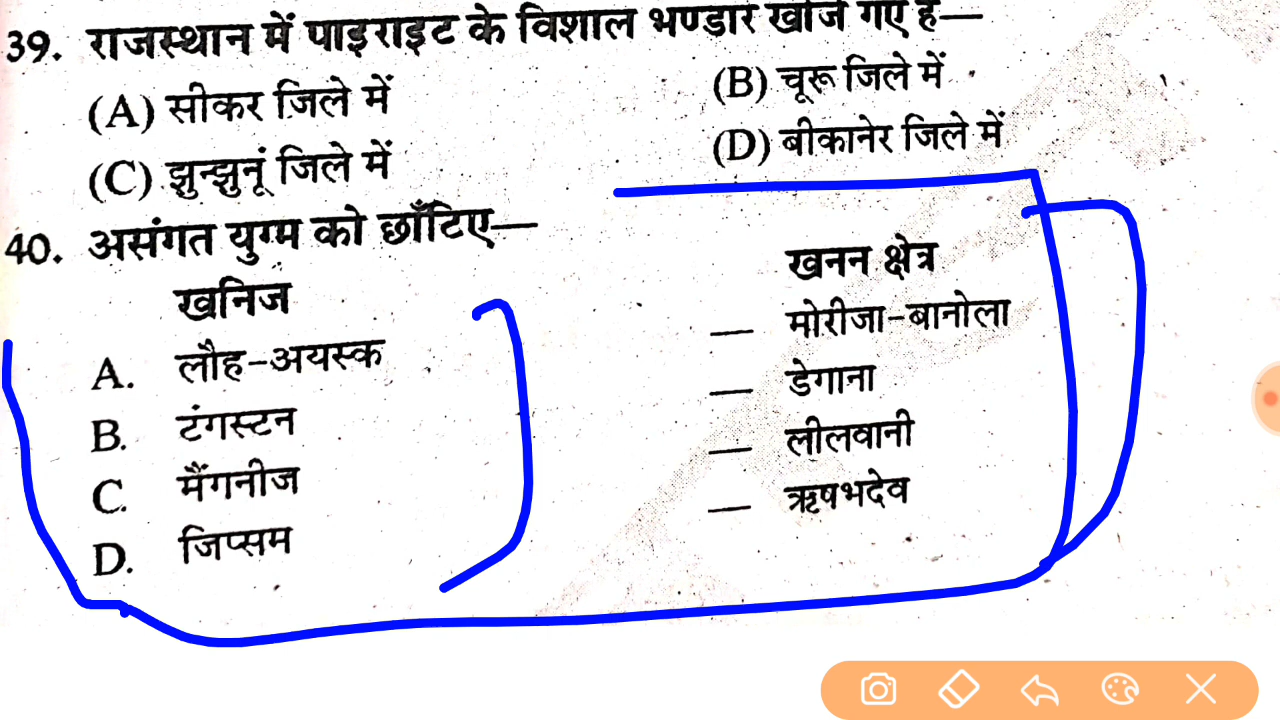 39. राजस्थान में पाइराइट के विशाल भण्डार खोजे गए हैं—
(A) सीकर जिले में (B) चूरू जिले में
(C) झुन्झुनूं जिले में (D) बीकानेर जिले में
40. असंगत युग्म को छाँटिए—
खनिज खनन क्षेत्र
A. लौह-अयस्क — मोरीजा-बानोला
B. टंगस्टन — डेगाना
C. मैंगनीज — लीलवानी
D. जिप्सम — ऋषभदेव